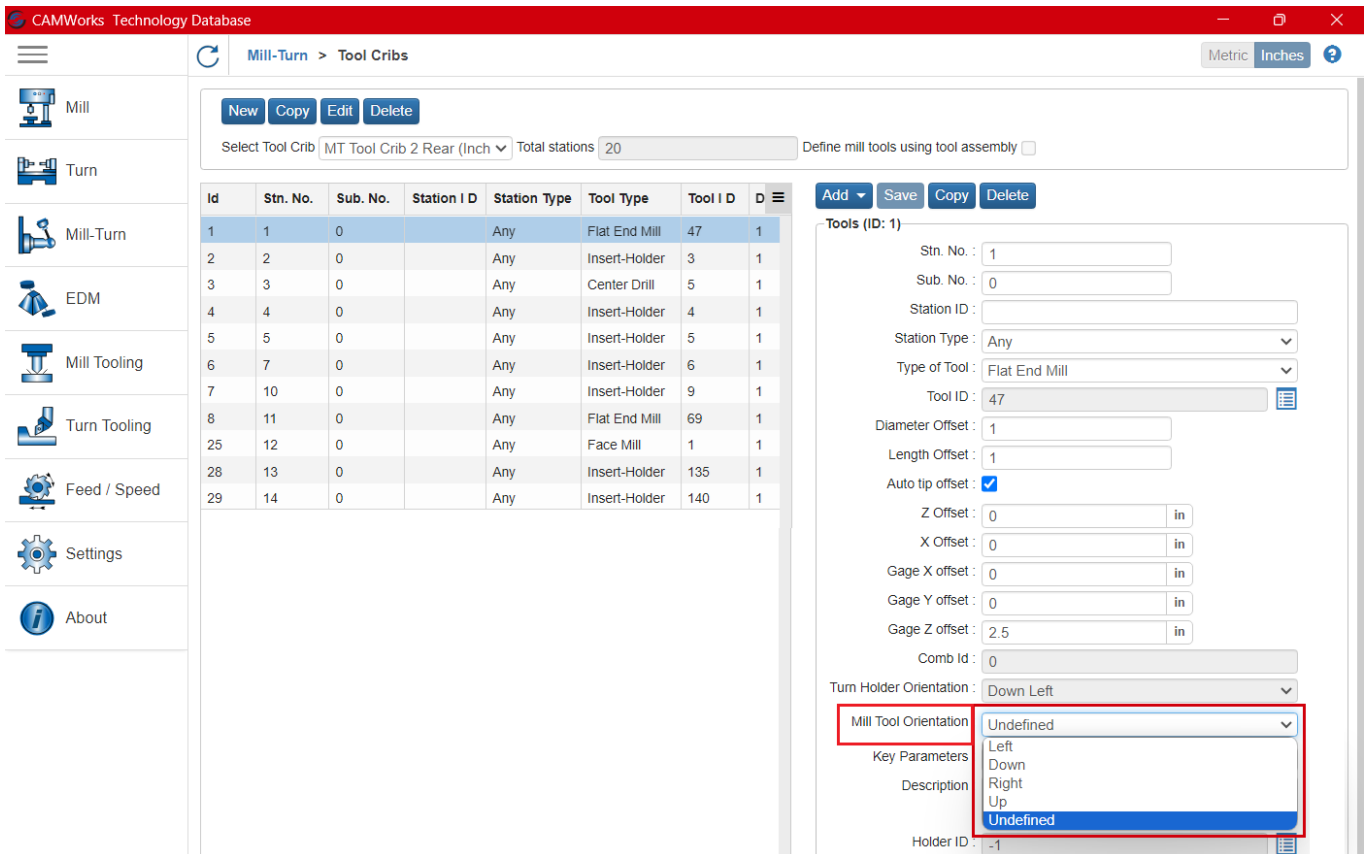 CAMWorks Technology Database
Mill-Turn > Tool Cribs
Metric Inches ?
Mill
Turn
Mill-Turn
EDM
Mill Tooling
Turn Tooling
Feed / Speed
Settings
About
New Copy Edit Delete
Select Tool Crib MT Tool Crib 2 Rear (Inch Total stations 20 Define mill tools using tool assembly
Id Stn. No. Sub. No. Station I D Station Type Tool Type Tool I D D
1 1 0 Any Flat End Mill 47 1
2 2 0 Any Insert-Holder 3 1
3 3 0 Any Center Drill 5 1
4 4 0 Any Insert-Holder 4 1
5 5 0 Any Insert-Holder 5 1
6 7 0 Any Insert-Holder 6 1
7 10 0 Any Insert-Holder 9 1
8 11 0 Any Flat End Mill 69 1
25 12 0 Any Face Mill 1 1
28 13 0 Any Insert-Holder 135 1
29 14 0 Any Insert-Holder 140 1
Add Save Copy Delete
Tools (ID: 1)
Stn. No. : 1
Sub. No. : 0
Station ID :
Station Type : Any
Type of Tool : Flat End Mill
Tool ID : 47
Diameter Offset : 1
Length Offset : 1
Auto tip offset :
Z Offset : 0 in
X Offset : 0 in
Gage X offset : 0 in
Gage Y offset : 0 in
Gage Z offset : 2.5 in
Comb Id : 0
Turn Holder Orientation : Down Left
Mill Tool Orientation Undefined
Left
Key Parameters
Down
Right
Description
Up
Undefined
Holder ID : -1